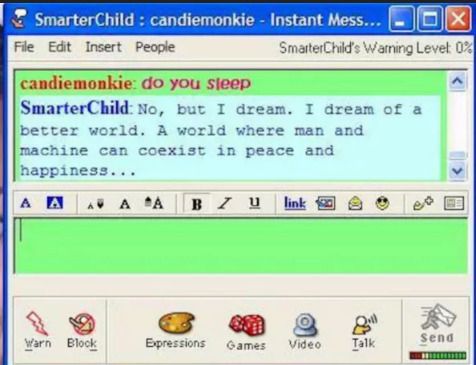 SmarterChild : candiemonkie - Instant Mess...
File Edit Insert People SmarterChild's Warning Level: 0%
candiemonkie: do you sleep
SmarterChild: No, but I dream. I dream of a
better world. A world where man and
machine can coexist in peace and
happiness...
A A A A A B I U link
Warn Block Expressions Games Video Talk Send